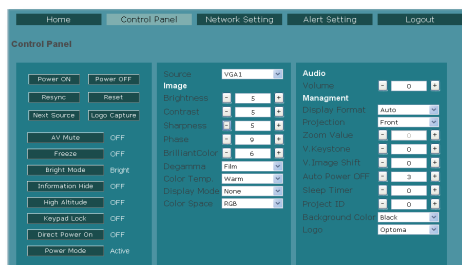 Home Control Panel Network Setting Alert Setting Logout
Control Panel
Power ON Power OFF
Resync Reset
Next Source Logo Capture
AV Mute OFF
Freeze OFF
Bright Mode Bright
Information Hide OFF
High Altitude OFF
Keypad Lock OFF
Direct Power On OFF
Power Mode Active
Source VGA1
Image
Brightness - 5 +
Contrast - 5 +
Sharpness - 5 +
Phase - 9 +
BrilliantColor - 6 +
Degamma Film
Color Temp. Warm
Display Mode None
Color Space RGB
Audio
Volume - 0 +
Managment
Display Format Auto
Projection Front
Zoom Value - 0 +
V.Keystone - 0 +
V.Image Shift - 0 +
Auto Power OFF - 3 +
Sleep Timer - 0 +
Project ID: - 0 +
Background Color Black
Logo Optoma